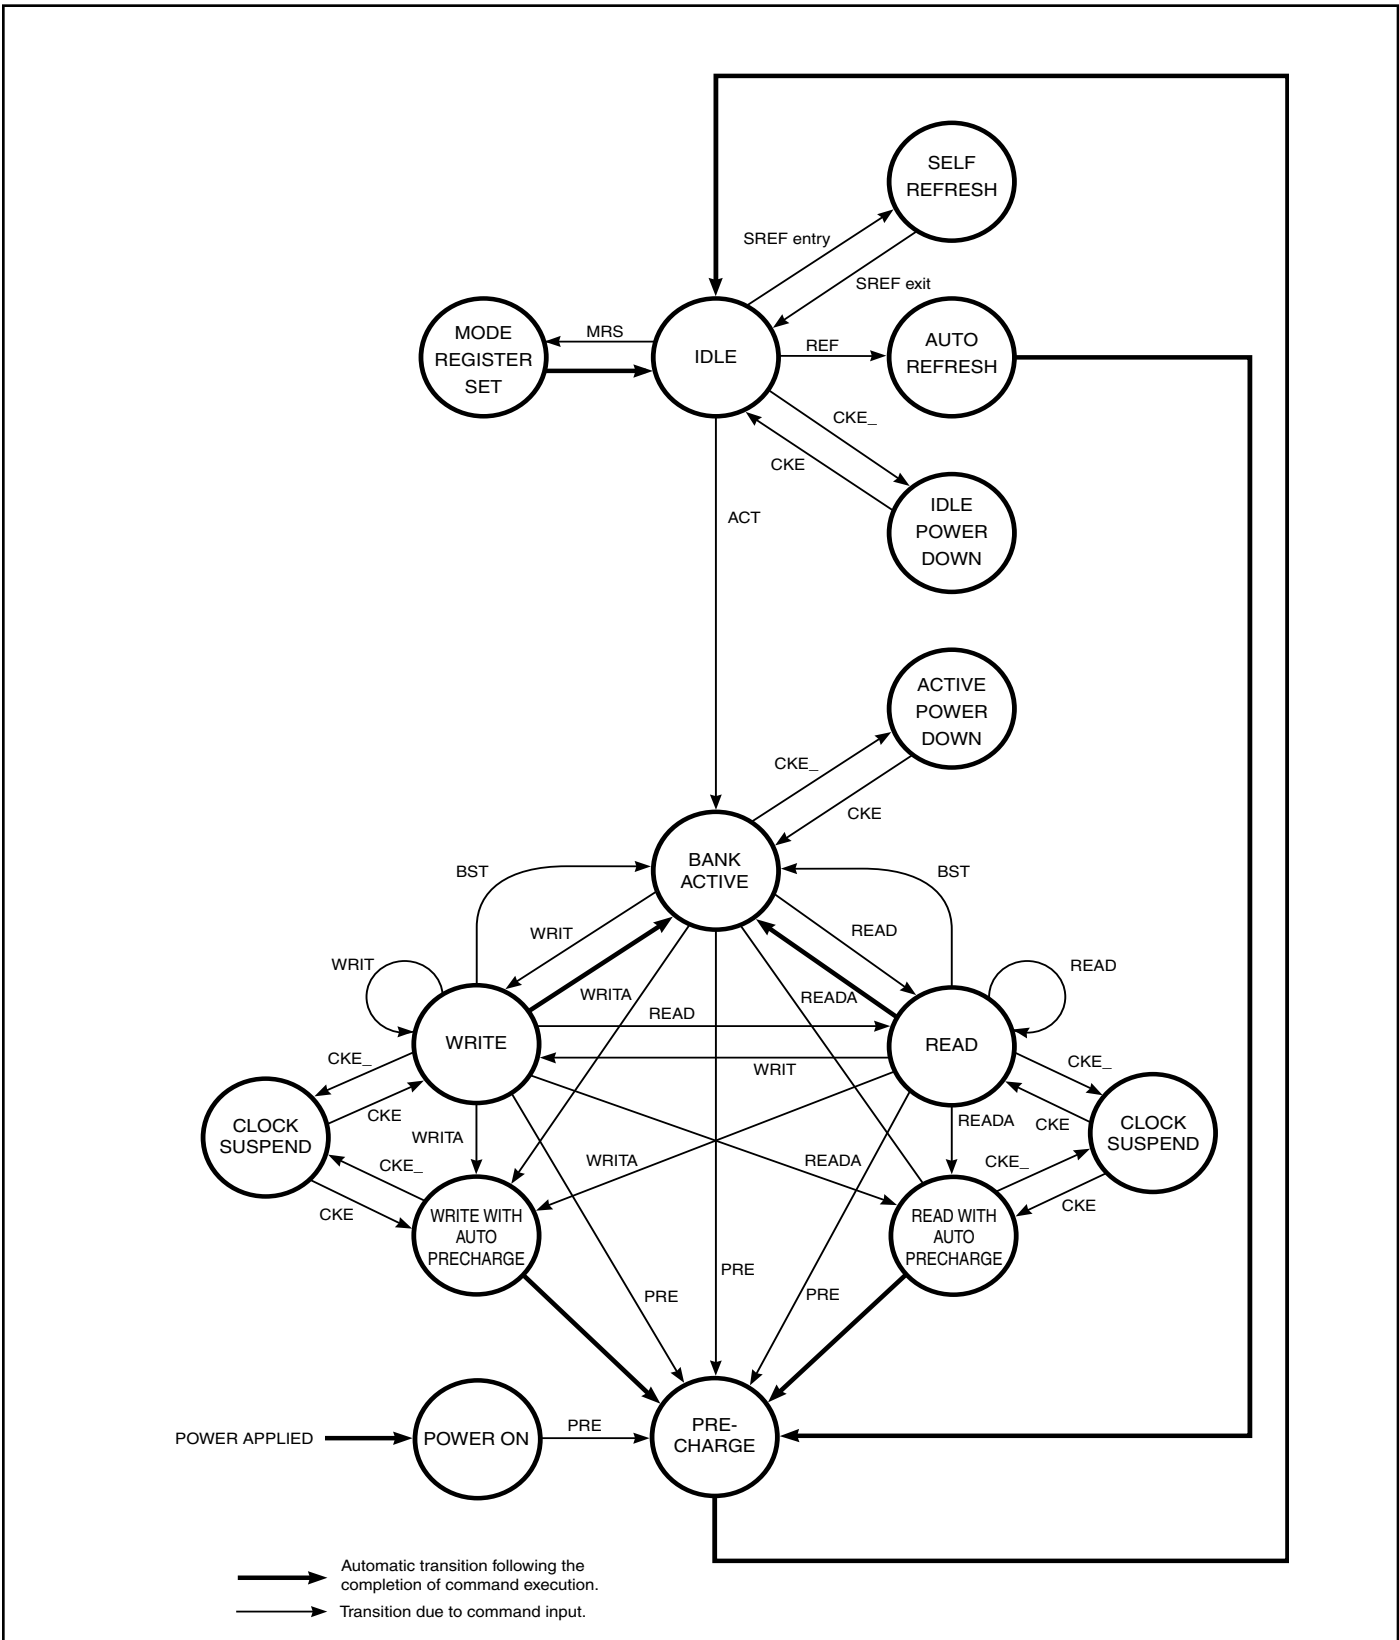 SELF
REFRESH
SREF entry
SREF exit
MODE
REGISTER
SET
MRS
IDLE
REF
AUTO
REFRESH
CKE_
CKE
IDLE
POWER
DOWN
ACT
ACTIVE
POWER
DOWN
CKE_
CKE
BANK
ACTIVE
BST
BST
WRIT
READ
WRIT
READ
WRITA
READA
READ
WRITE
READ
WRIT
CKE_
CKE_
CKE
CKE
CLOCK
SUSPEND
CLOCK
SUSPEND
WRITA
READA
CKE_
WRITA
READA
CKE_
CKE
CKE
WRITE WITH
AUTO
PRECHARGE
READ WITH
AUTO
PRECHARGE
PRE
PRE
PRE
POWER APPLIED
POWER ON
PRE
PRE-
CHARGE
Automatic transition following the
completion of command execution.
Transition due to command input.